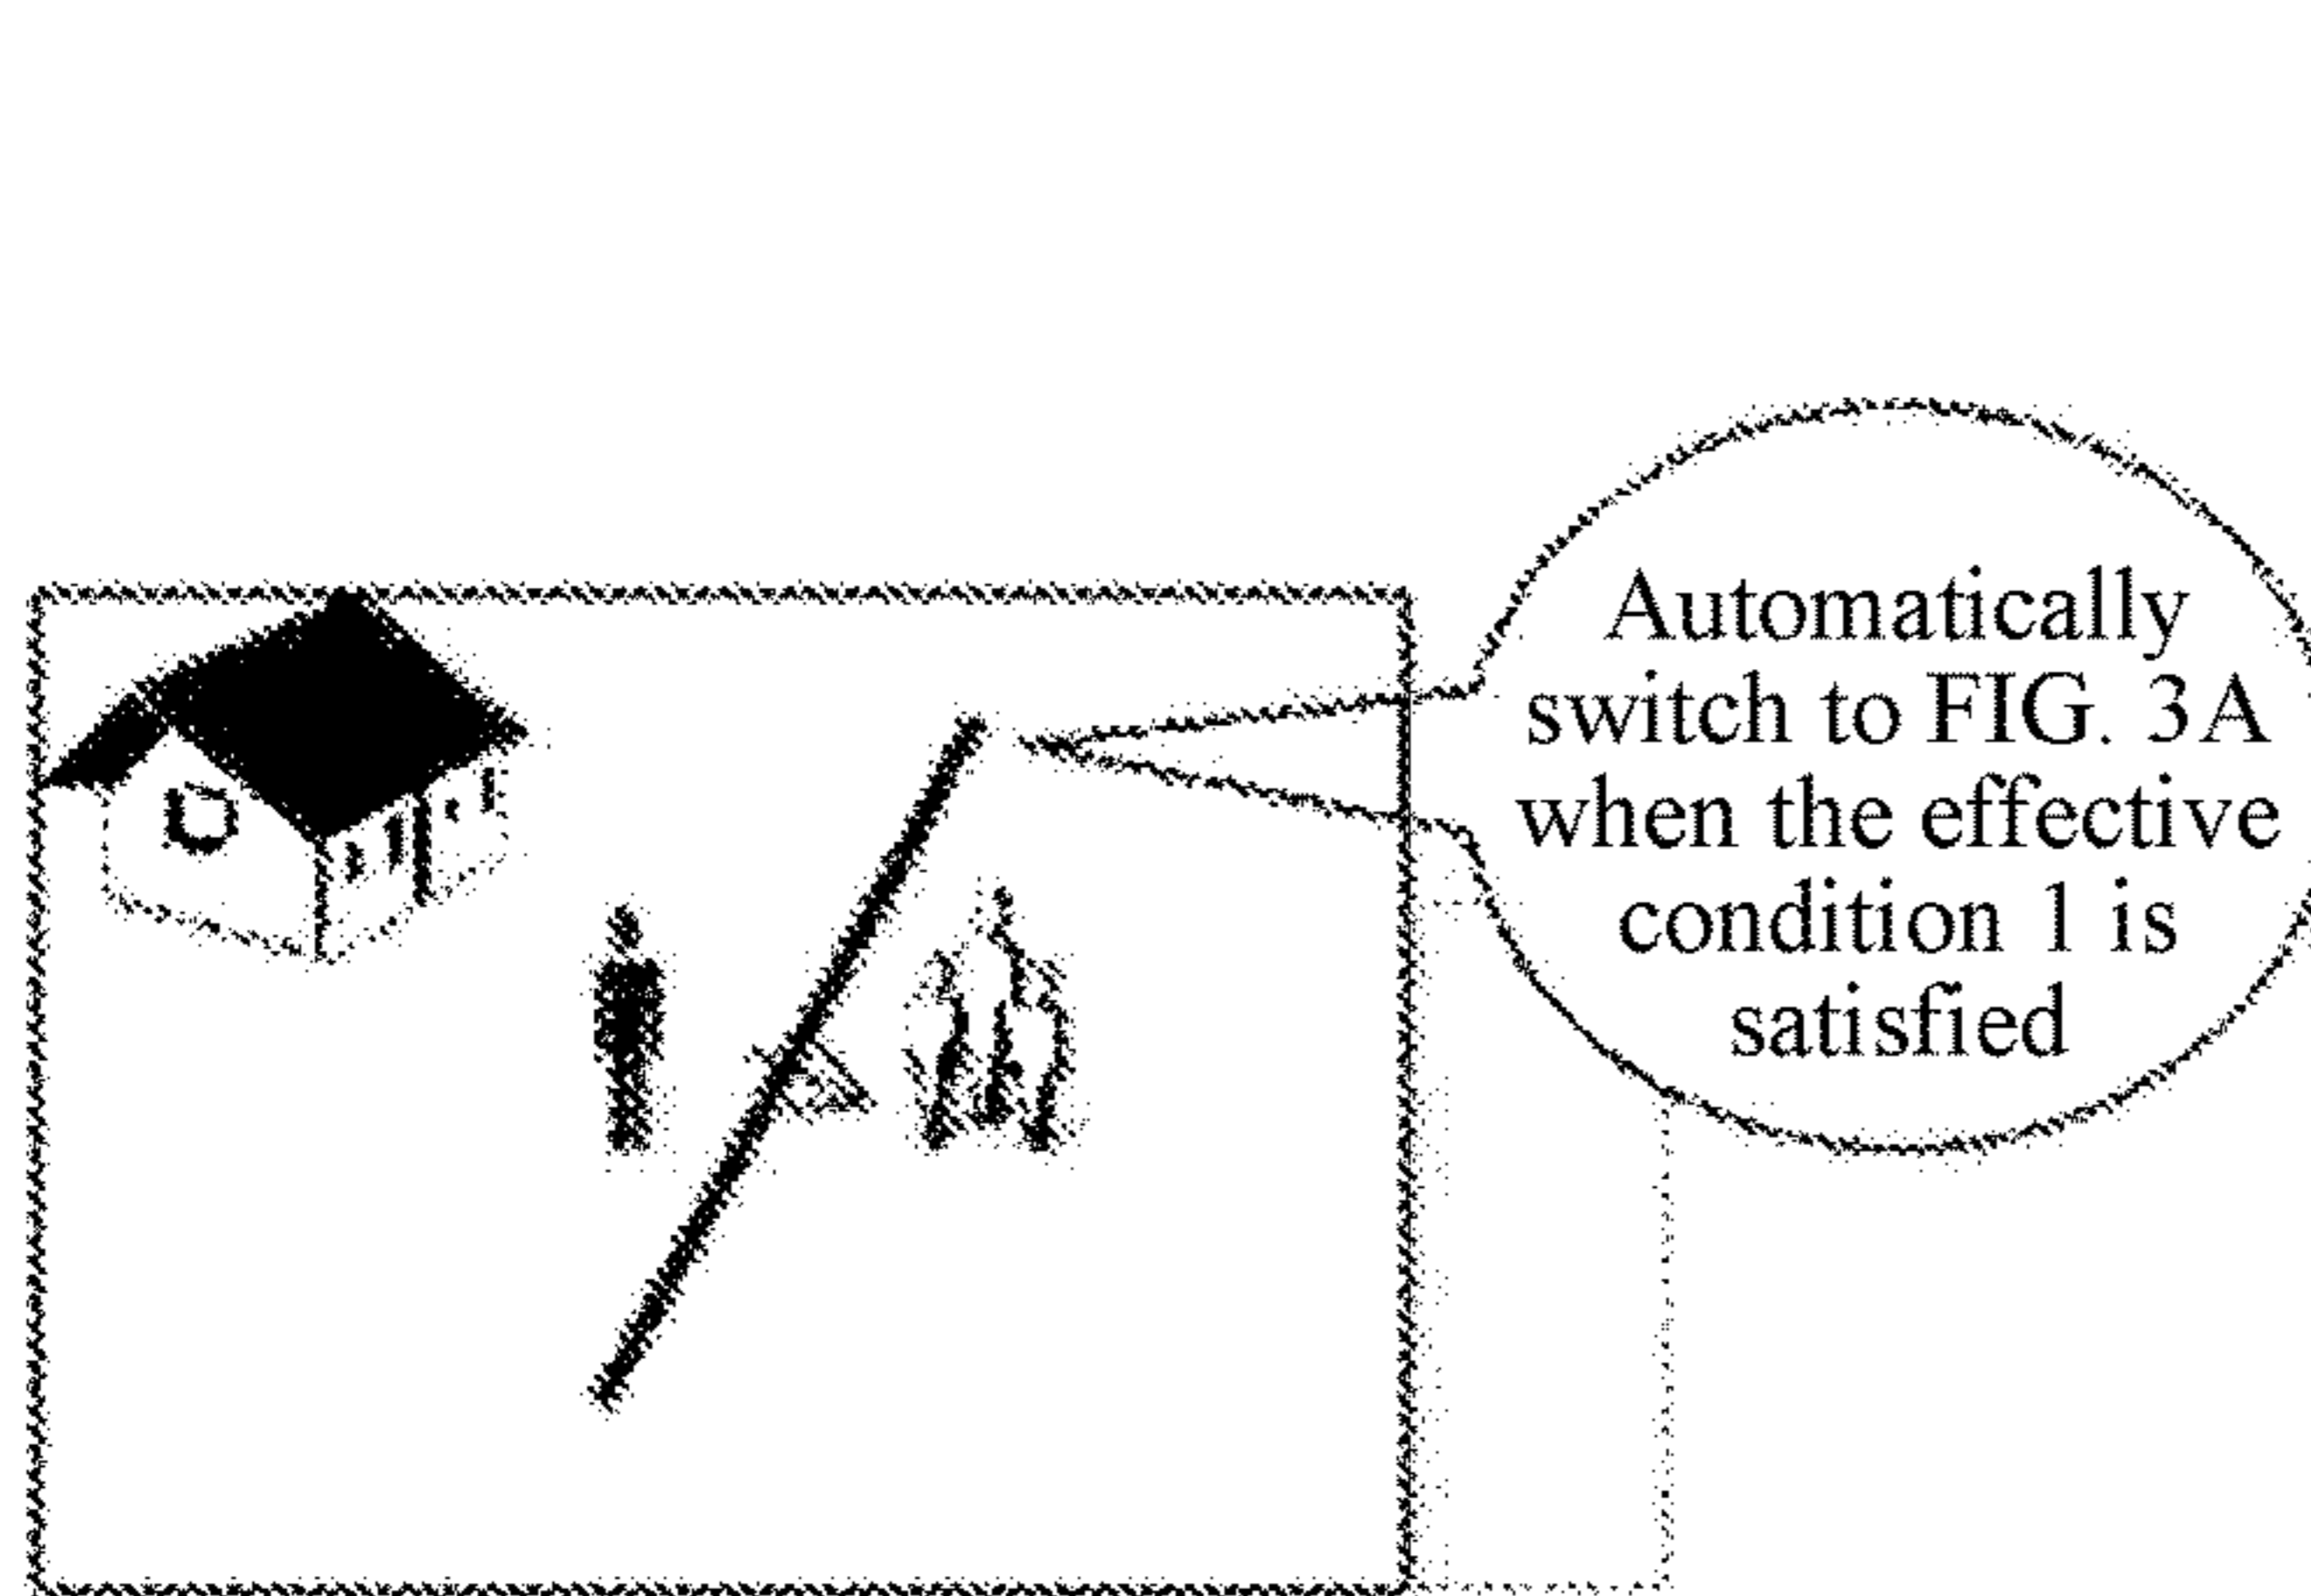 Automatically
switch to FIG. 3A
when the effective
condition 1 is
satisfied